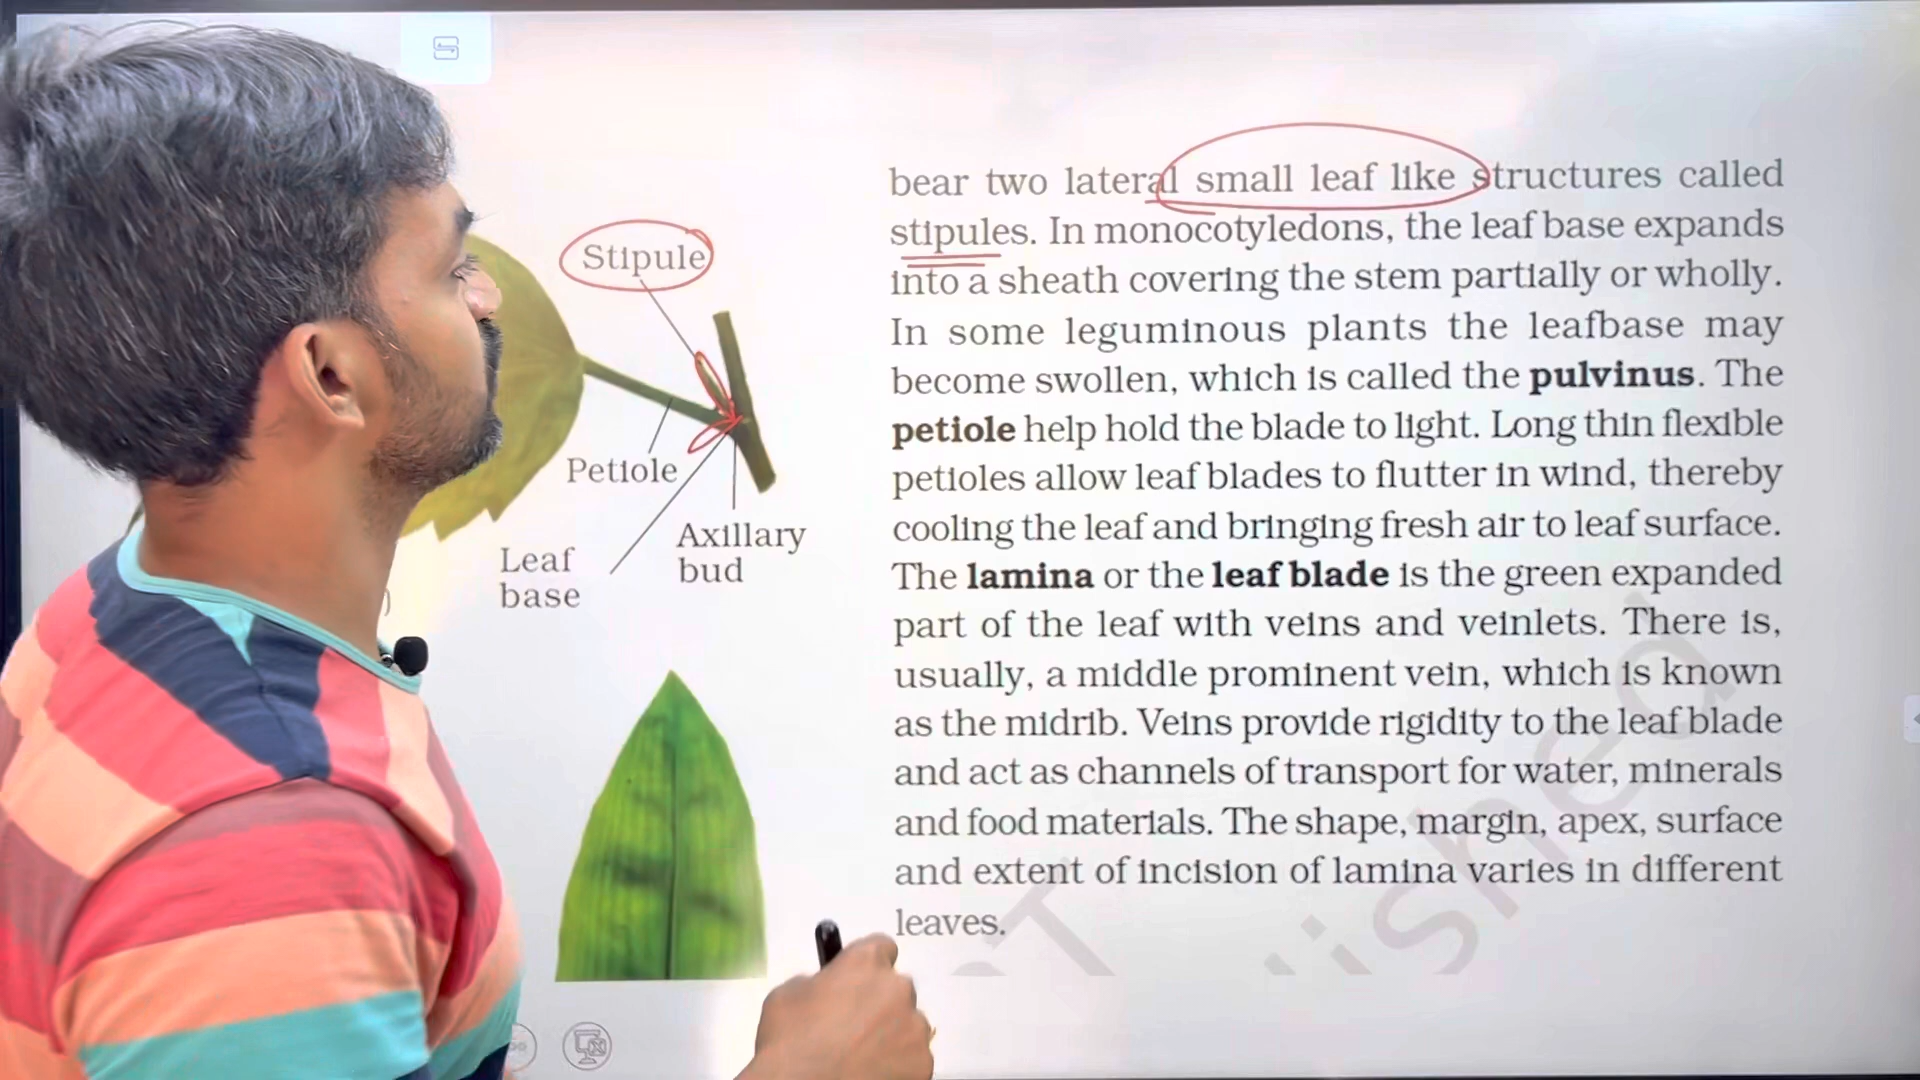 Stipule
Petiole
Axillary
bud
Leaf
base
bear two lateral small leaf like structures called
stipules. In monocotyledons, the leaf base expands
into a sheath covering the stem partially or wholly.
In some leguminous plants the leafbase may
become swollen, which is called the pulvinus. The
petiole help hold the blade to light. Long thin flexible
petioles allow leaf blades to flutter in wind, thereby
cooling the leaf and bringing fresh air to leaf surface.
The lamina or the leaf blade is the green expanded
part of the leaf with veins and veinlets. There is,
usually, a middle prominent vein, which is known
as the midrib. Veins provide rigidity to the leaf blade
and act as channels of transport for water, minerals
and food materials. The shape, margin, apex, surface
and extent of incision of lamina varies in different
leaves.